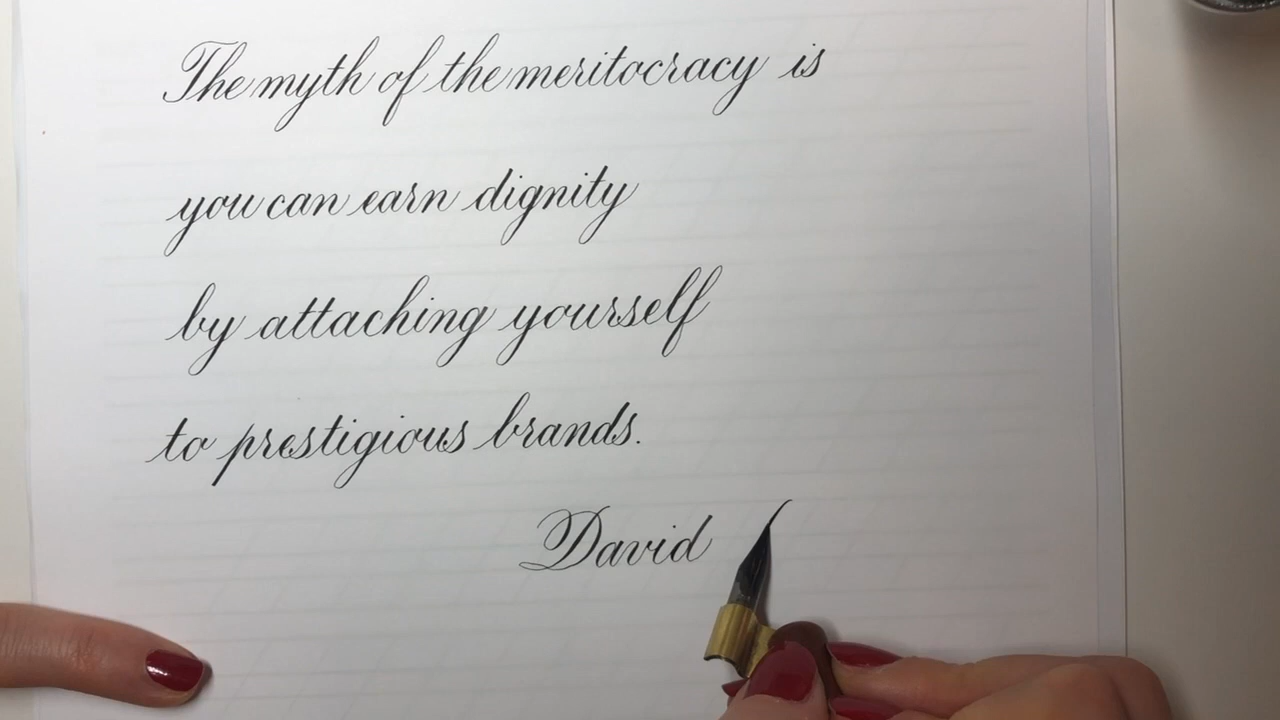 The myth of the meritocracy is
you can earn dignity
by attaching yourself
to prestigious brands.
David